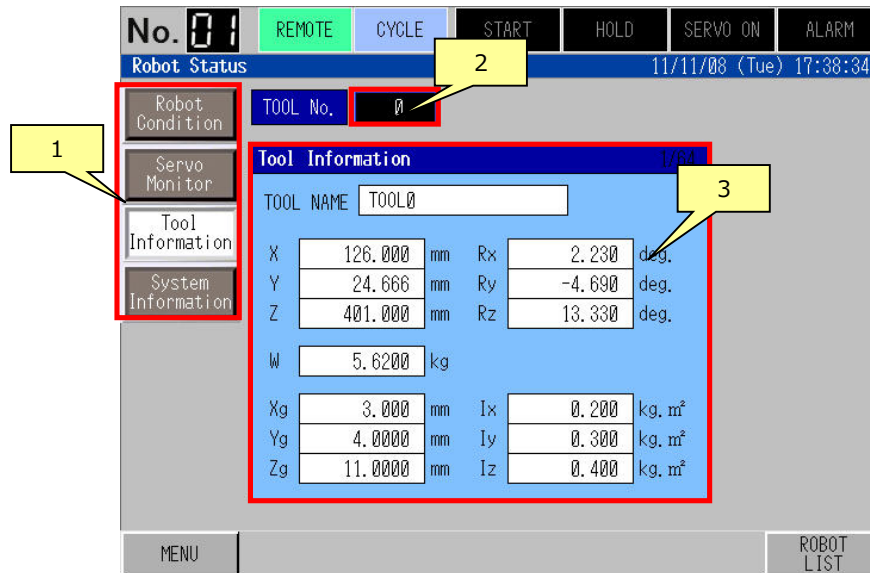 No. 01 REMOTE CYCLE START HOLD SERVO ON ALARM
Robot Status 11/11/08 (Tue) 17:38:34
2
Robot
Condition
TOOL No. 0
1
Servo
Monitor
Tool Information 1/64
3
TOOL NAME TOOL0
Tool
Information
X 126.000 mm Rx 2.230 deg.
Y 24.666 mm Ry -4.690 deg.
System
Information
Z 401.000 mm Rz 13.330 deg.
W 5.6200 kg
Xg 3.000 mm Ix 0.200 kg.m²
Yg 4.0000 mm Iy 0.300 kg.m²
Zg 11.0000 mm Iz 0.400 kg.m²
MENU
ROBOT
LIST